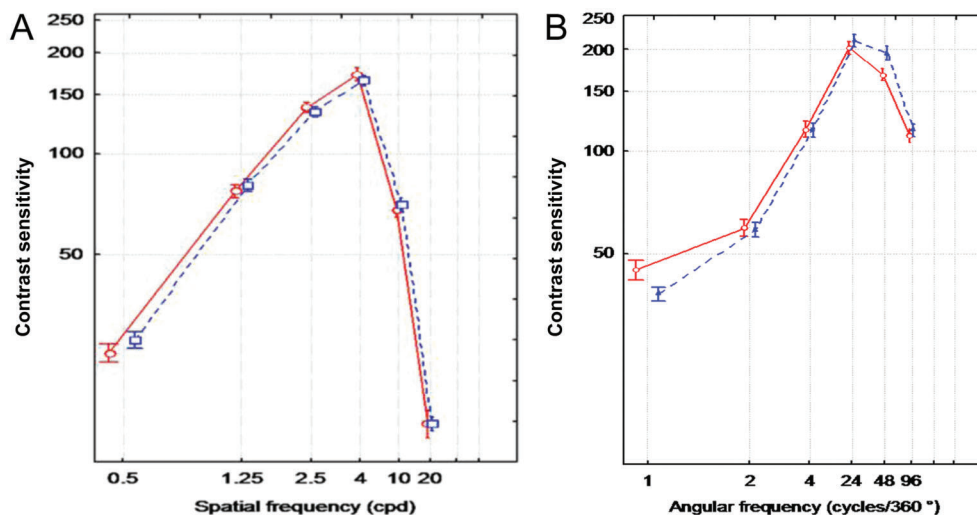 A
250
200
150
100
50
Contrast sensitivity
0.5 1.25 2.5 4 10 20
Spatial frequency (cpd)
B
250
200
150
100
50
Contrast sensitivity
1 2 4 24 48 96
Angular frequency (cycles/360 °)